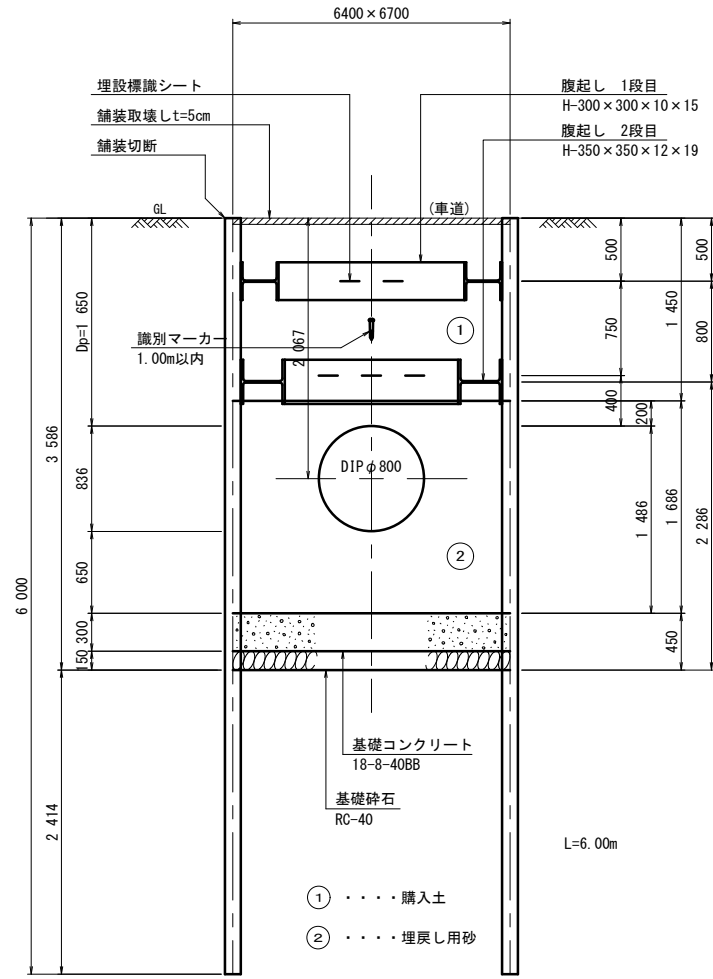 6400×6700
埋設標識シート
舗装取壊しt=5cm
舗装切断
腹起し 1段目
H-300×300×10×15
腹起し 2段目
H-350×350×12×19
GL
(車道)
Dp=1 650
3 586
6 000
836
650
300
150
2 414
2 067
識別マーカー
1.00m以内
①
DIPφ800
②
500
750
400
200
1 486
1 450
1 686
450
500
800
2 286
基礎コンクリート
18-8-40BB
基礎砕石
RC-40
L=6.00m
① ・・・・購入土
② ・・・・埋戻し用砂